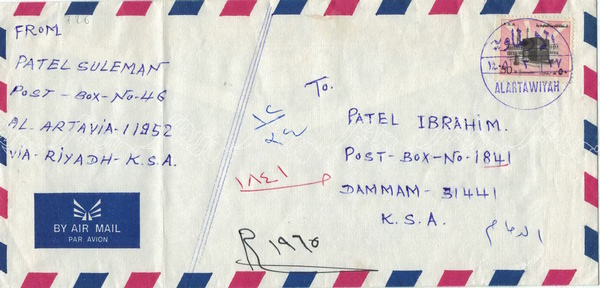 FROM
PATEL SULEMAN
POST - BOX - NO - 46
AL. ARTAVIA - 11952
VIA - RIYADH - K.S.A.
BY AIR MAIL
PAR AVION
To.
PATEL IBRAHIM.
POST - BOX - NO - 1841
DAMMAM - 31441
K. S. A.
الدمام
١٨٤١
R ١٩٦٥
ALARTAWIYAH